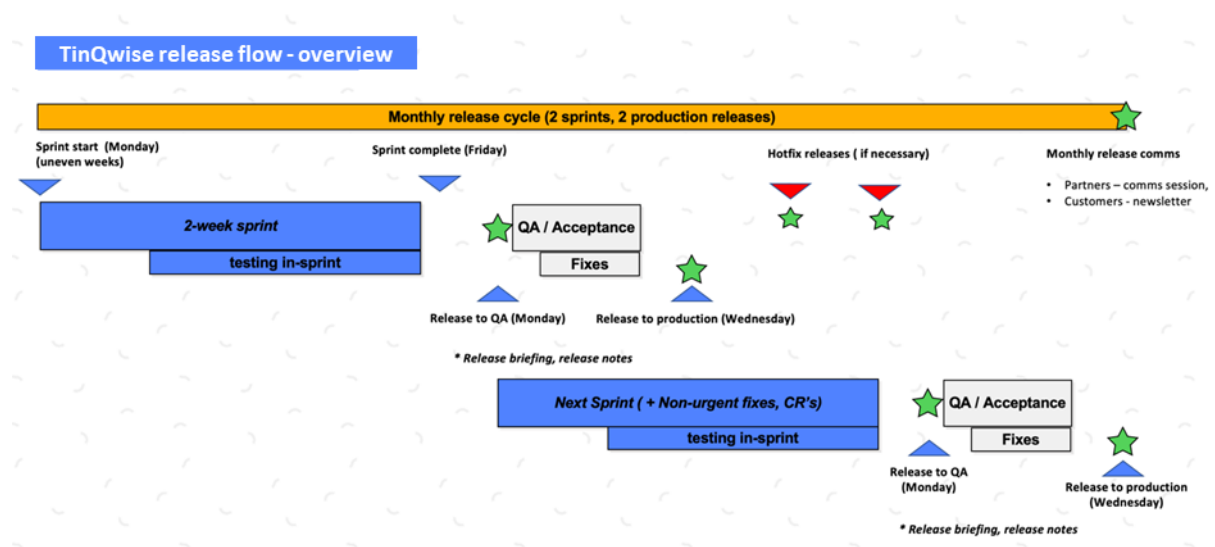 TinQwise release flow - overview
Monthly release cycle (2 sprints, 2 production releases)
Sprint start  (Monday)
(uneven weeks)
Sprint complete (Friday)
Hotfix releases ( if necessary)
Monthly release comms
• Partners – comms session,
• Customers - newsletter
2-week sprint
testing in-sprint
QA / Acceptance
Fixes
Release to QA (Monday)
Release to production (Wednesday)
* Release briefing, release notes
Next Sprint ( + Non-urgent fixes, CR's)
testing in-sprint
QA / Acceptance
Fixes
Release to QA
(Monday)
Release to production
(Wednesday)
* Release briefing, release notes